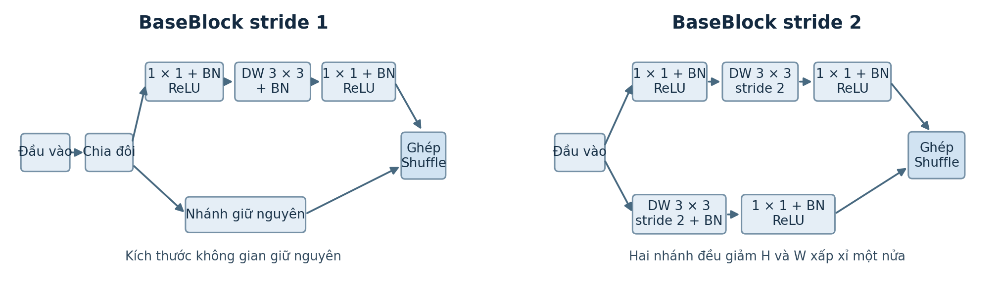 BaseBlock stride 1
1 × 1 + BN
ReLU
DW 3 × 3
+ BN
1 × 1 + BN
ReLU
Đầu vào
Chia đôi
Ghép
Shuffle
Nhánh giữ nguyên
Kích thước không gian giữ nguyên
BaseBlock stride 2
1 × 1 + BN
ReLU
DW 3 × 3
stride 2
1 × 1 + BN
ReLU
Đầu vào
Ghép
Shuffle
DW 3 × 3
stride 2 + BN
1 × 1 + BN
ReLU
Hai nhánh đều giảm H và W xấp xỉ một nửa